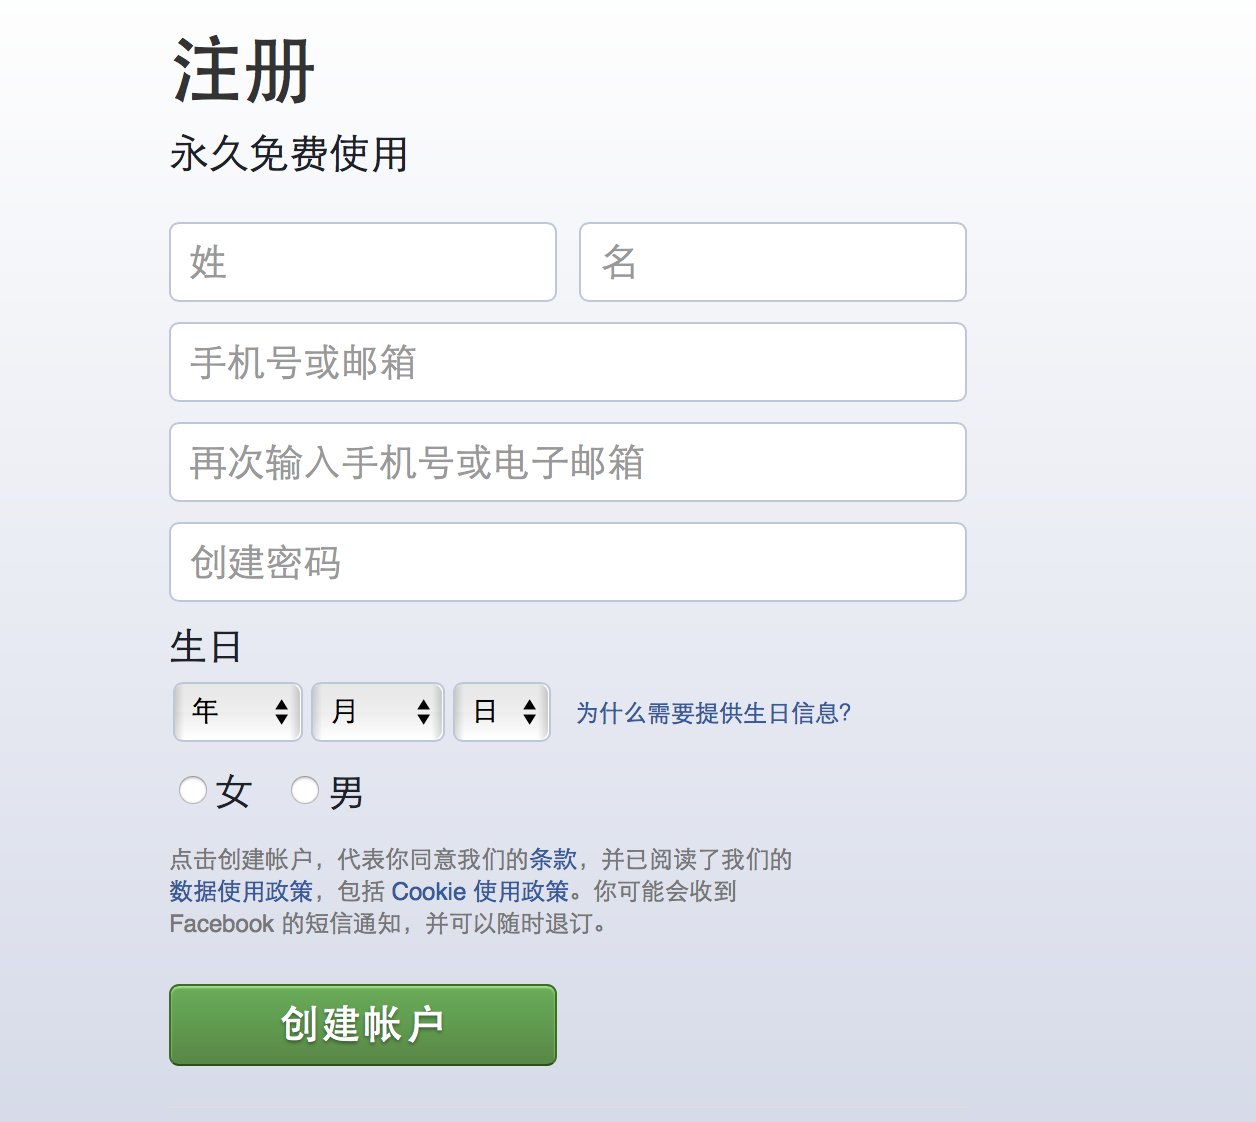 注册
永久免费使用
姓 名
手机号或邮箱
再次输入手机号或电子邮箱
创建密码
生日
年 月 日 为什么需要提供生日信息?
女 男
点击创建帐户，代表你同意我们的条款，并已阅读了我们的
数据使用政策，包括 Cookie 使用政策。你可能会收到
Facebook 的短信通知，并可以随时退订。
创建帐户